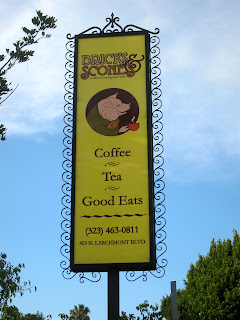 BRICKS &
SCONES
Coffee
Tea
Good Eats
(323) 463-0811
403 N. LARCHMONT BLVD.